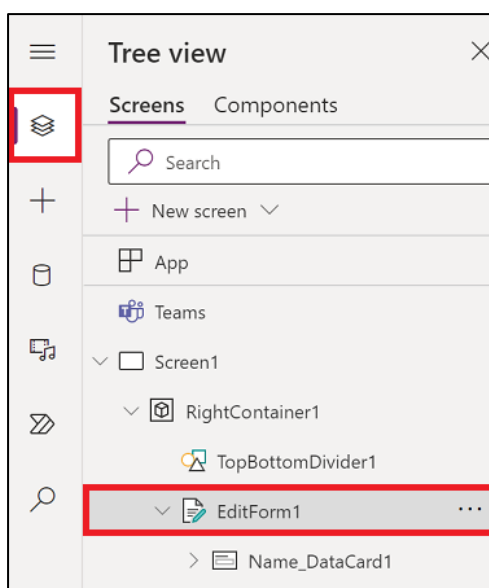 Tree view
Screens Components
Search
New screen
App
Teams
Screen1
RightContainer1
TopBottomDivider1
EditForm1
Name_DataCard1